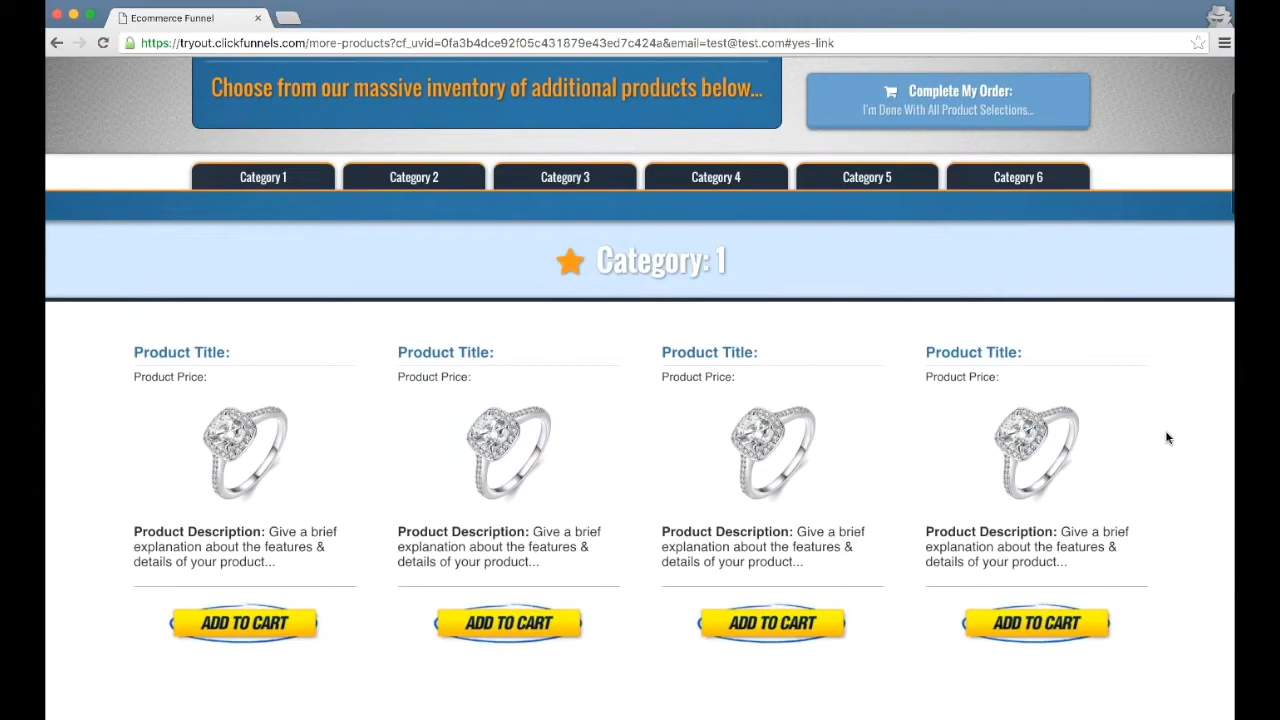 Ecommerce Funnel
https://tryout.clickfunnels.com/more-products?cf_uvid=0fa3b4dce92f05c431879e43ed7c424a&email=test@test.com#yes-link
Choose from our massive inventory of additional products below...
Complete My Order:
I'm Done With All Product Selections...
Category 1
Category 2
Category 3
Category 4
Category 5
Category 6
Category: 1
Product Title:
Product Price:
Product Description: Give a brief
explanation about the features &
details of your product...
ADD TO CART
Product Title:
Product Price:
Product Description: Give a brief
explanation about the features &
details of your product...
ADD TO CART
Product Title:
Product Price:
Product Description: Give a brief
explanation about the features &
details of your product...
ADD TO CART
Product Title:
Product Price:
Product Description: Give a brief
explanation about the features &
details of your product...
ADD TO CART